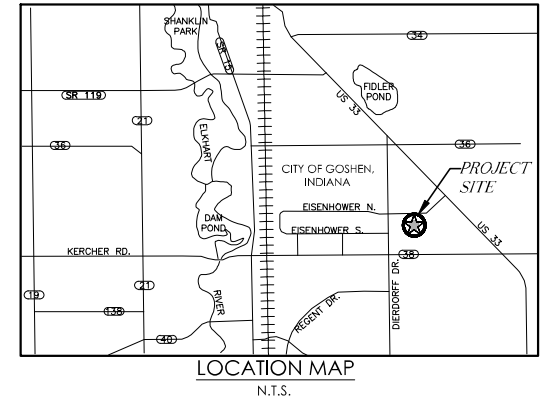 SHANKLIN
PARK
SR 15
34
FIDLER
POND
SR 119
US 33
21
ELKHART
36
36
CITY OF GOSHEN,
INDIANA
PROJECT
SITE
EISENHOWER N.
DAM
POND
EISENHOWER S.
US 33
KERCHER RD.
38
DIERDORFF DR.
21
19
RIVER
REGENT DR.
138
40
LOCATION MAP
N.T.S.